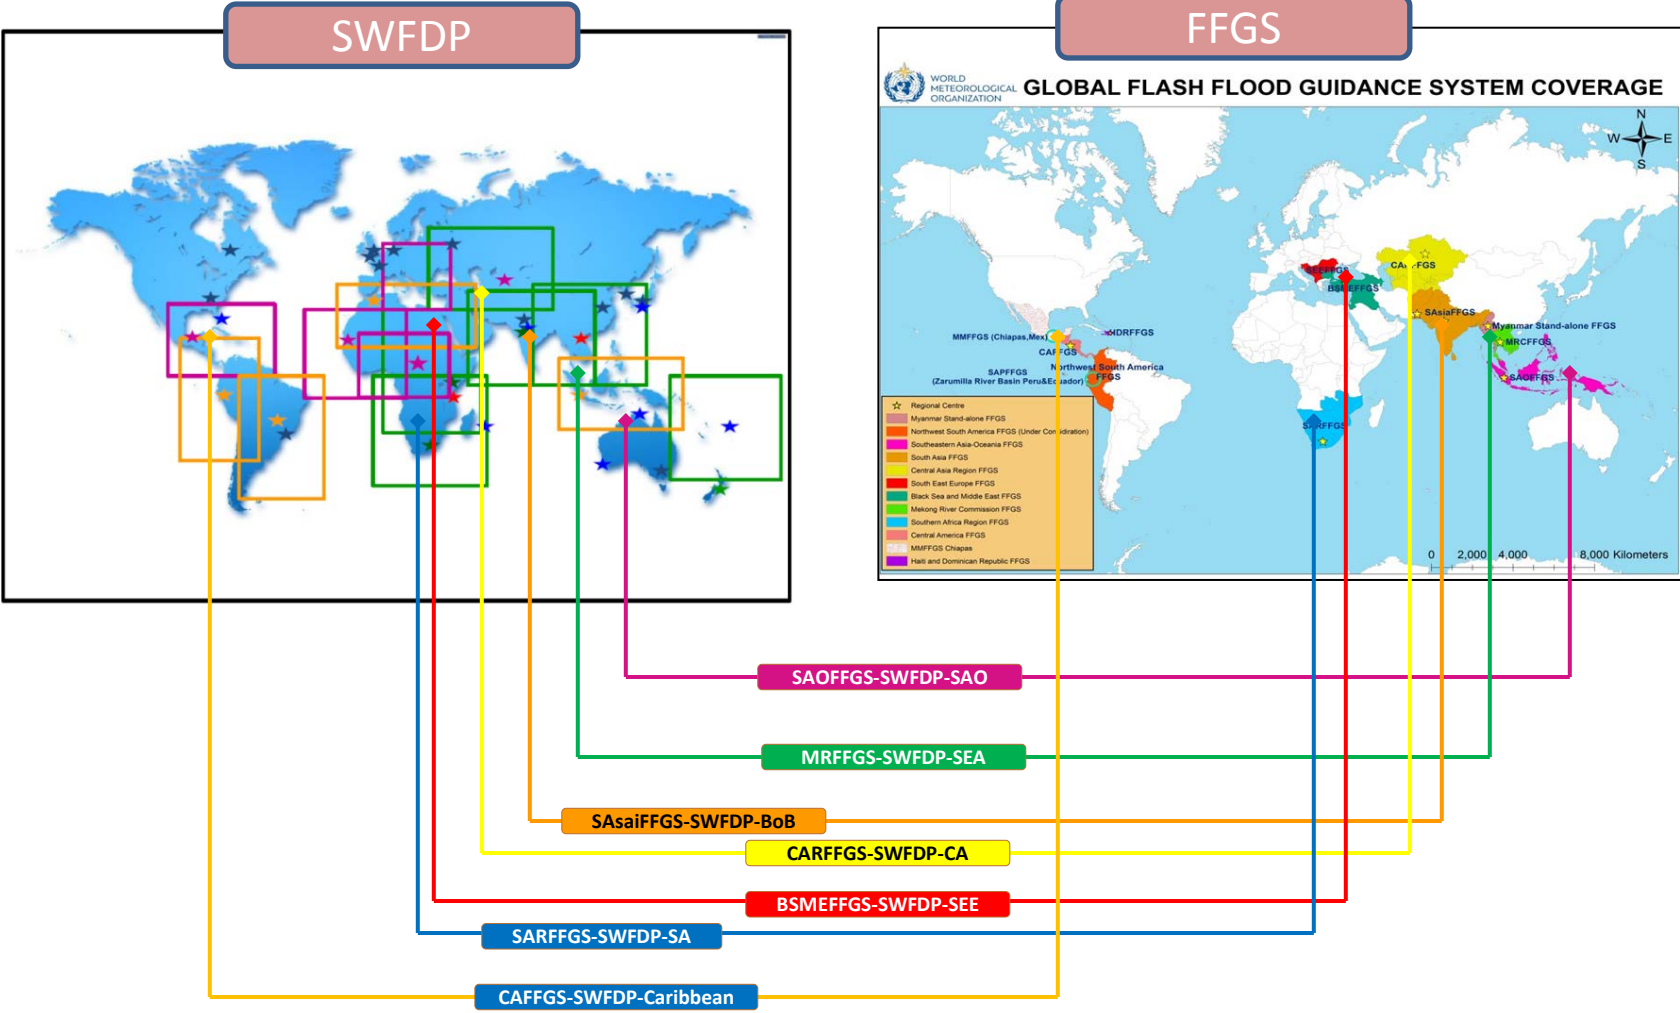 SWFDP
FFGS
WORLD
METEOROLOGICAL
ORGANIZATION
GLOBAL FLASH FLOOD GUIDANCE SYSTEM COVERAGE
N
W
E
S
SEEFFGS
CARFFGS
BSMEFFGS
SAsiaFFGS
Myanmar Stand-alone FFGS
MRCFFGS
SAOFFGS
MMFFGS (Chiapas,Mex)
HDRFFGS
CAFFGS
Northwest South America
FFGS
SAPFFGS
(Zarumilla River Basin Peru&Ecuador)
SARFFGS
Regional Centre
Myanmar Stand-alone FFGS
Northwest South America FFGS (Under Considiration)
Southeastern Asia-Oceania FFGS
South Asia FFGS
Central Asia Region FFGS
South East Europe FFGS
Black Sea and Middle East FFGS
Mekong River Commission FFGS
Southern Africa Region FFGS
Central America FFGS
MMFFGS Chiapas
Haiti and Dominican Republic FFGS
0 2,000 4,000 8,000 Kilometers
SAOFFGS-SWFDP-SAO
MRFFGS-SWFDP-SEA
SAsaiFFGS-SWFDP-BoB
CARFFGS-SWFDP-CA
BSMEFFGS-SWFDP-SEE
SARFFGS-SWFDP-SA
CAFFGS-SWFDP-Caribbean